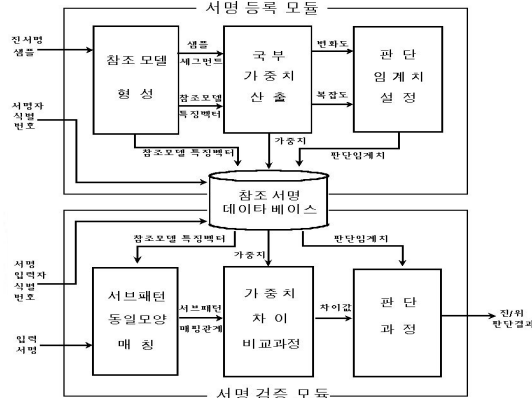 서명 등록 모듈
진서명
샘플
참조 모델
형성
샘플
세그먼트
참조모델
특징벡터
국 부
가 중 치
산 출
변화도
복잡도
판 단
임 계 치
설 정
서명자
식별
번호
참조모델 특징벡터
가중치
판단임계치
참조 서명
데이타 베이스
참조모델 특징벡터
가중치
판단임계치
서명
입력자
식별
번호
입력
서명
서브패턴
동일모양
매 칭
서브패턴
매핑관계
가 중 치
차 이
비교과정
차이값
판 단
과 정
진/위
판단결과
서명 검증 모듈